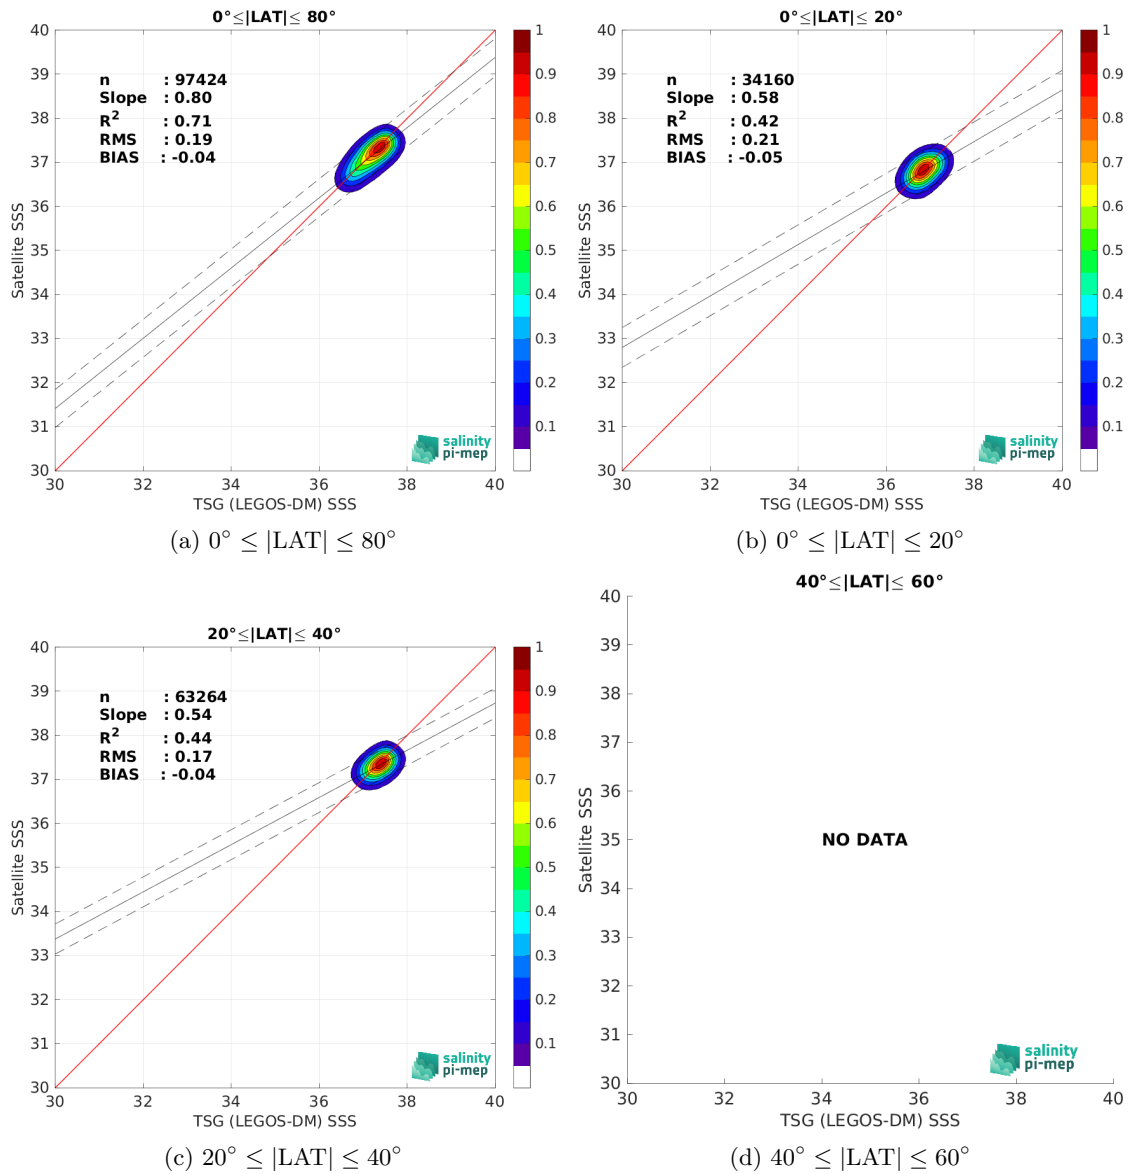 0°≤|LAT|≤ 80°
40
39
38
37
36
35
34
33
32
31
30
30
32
34
36
38
40
n : 97424
Slope : 0.80
R² : 0.71
RMS : 0.19
BIAS : -0.04
1
0.9
0.8
0.7
0.6
0.5
0.4
0.3
0.2
0.1
Satellite SSS
TSG (LEGOS-DM) SSS
salinity
pi-mep
(a) 0° ≤ |LAT| ≤ 80°
0°≤|LAT|≤ 20°
40
39
38
37
36
35
34
33
32
31
30
30
32
34
36
38
40
n : 34160
Slope : 0.58
R² : 0.42
RMS : 0.21
BIAS : -0.05
1
0.9
0.8
0.7
0.6
0.5
0.4
0.3
0.2
0.1
Satellite SSS
TSG (LEGOS-DM) SSS
salinity
pi-mep
(b) 0° ≤ |LAT| ≤ 20°
20°≤|LAT|≤ 40°
40
39
38
37
36
35
34
33
32
31
30
30
32
34
36
38
40
n : 63264
Slope : 0.54
R² : 0.44
RMS : 0.17
BIAS : -0.04
1
0.9
0.8
0.7
0.6
0.5
0.4
0.3
0.2
0.1
Satellite SSS
TSG (LEGOS-DM) SSS
salinity
pi-mep
(c) 20° ≤ |LAT| ≤ 40°
40°≤|LAT|≤ 60°
40
39
38
37
36
35
34
33
32
31
30
30
32
34
36
38
40
NO DATA
Satellite SSS
TSG (LEGOS-DM) SSS
salinity
pi-mep
(d) 40° ≤ |LAT| ≤ 60°